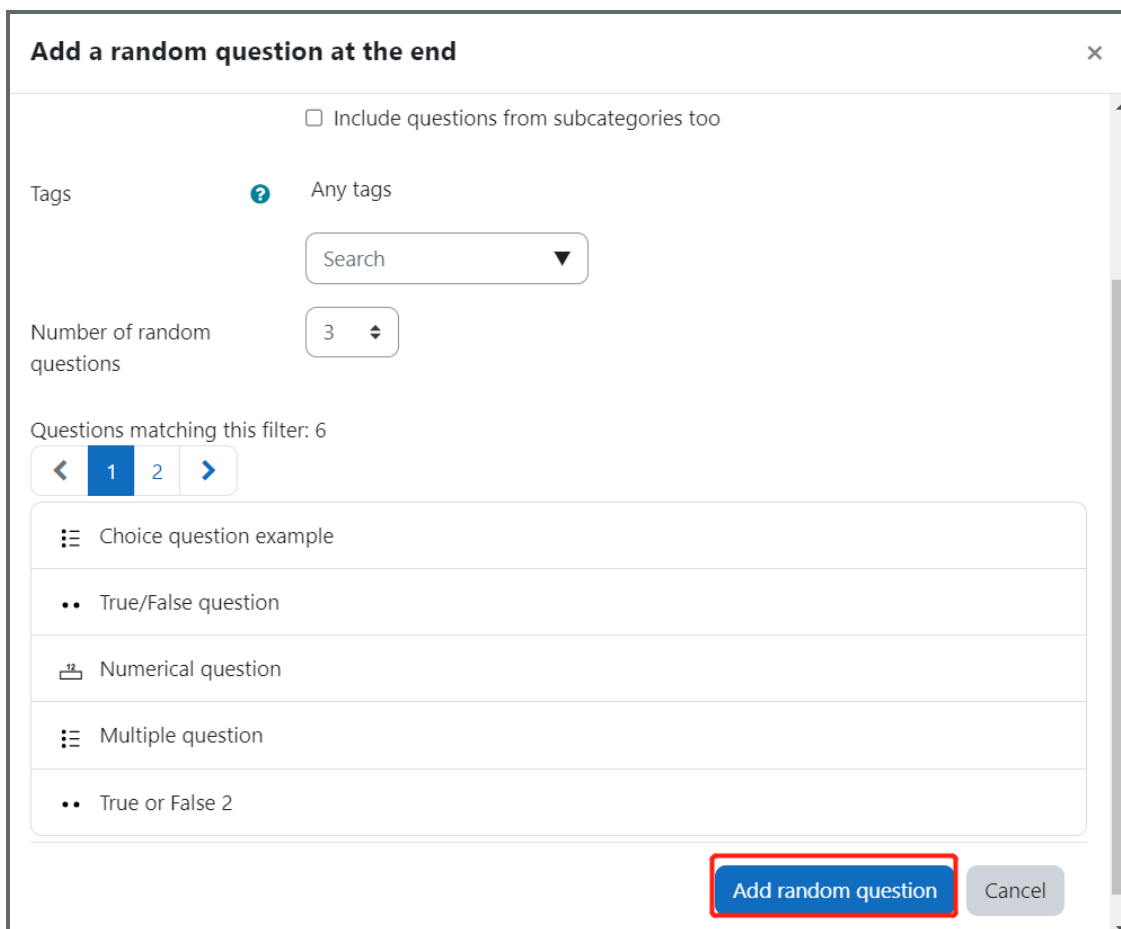 Add a random question at the end
×
Include questions from subcategories too
Tags
?
Any tags
Search
Number of random
questions
3
Questions matching this filter: 6
1 2
Choice question example
True/False question
12
Numerical question
Multiple question
True or False 2
Add random question
Cancel